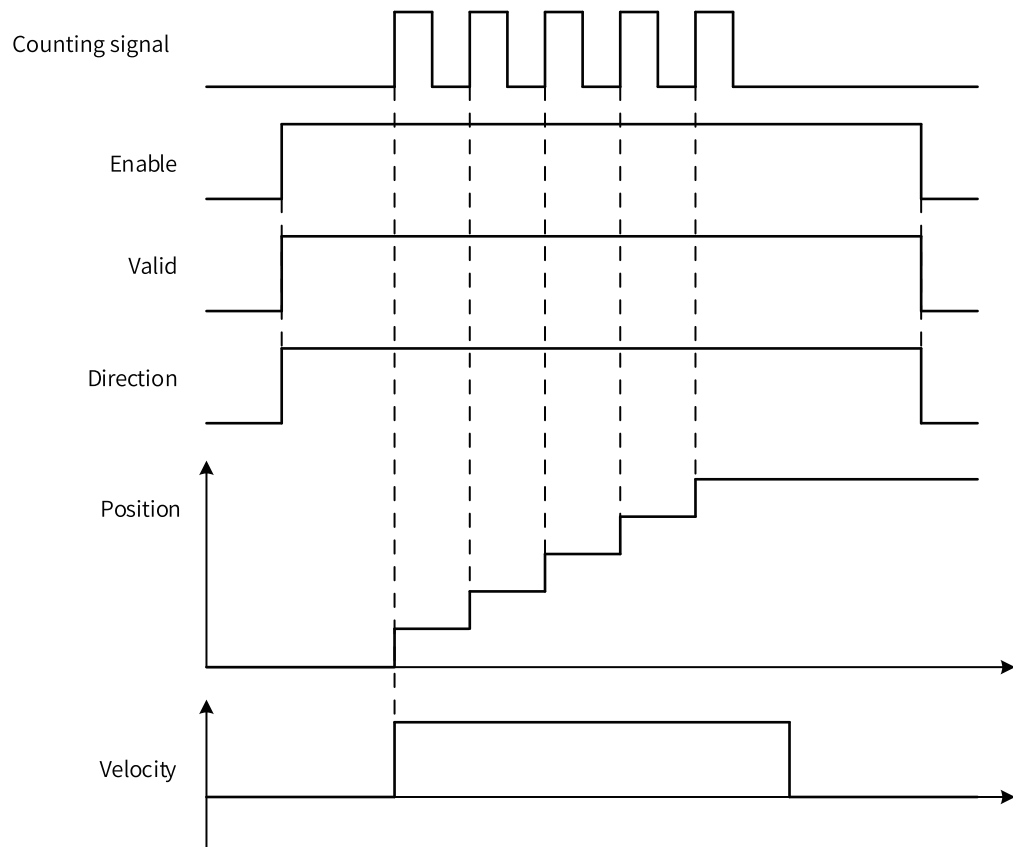 Counting signal
Enable
Valid
Direction
Position
Velocity